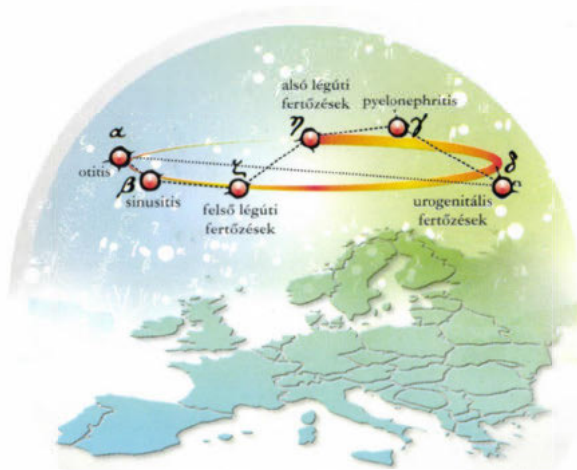 alsó légúti
fertőzések
pyelonephritis
η
γ
α
otitis
β
sinusitis
ζ
felső légúti
fertőzések
δ
urogenitális
fertőzések